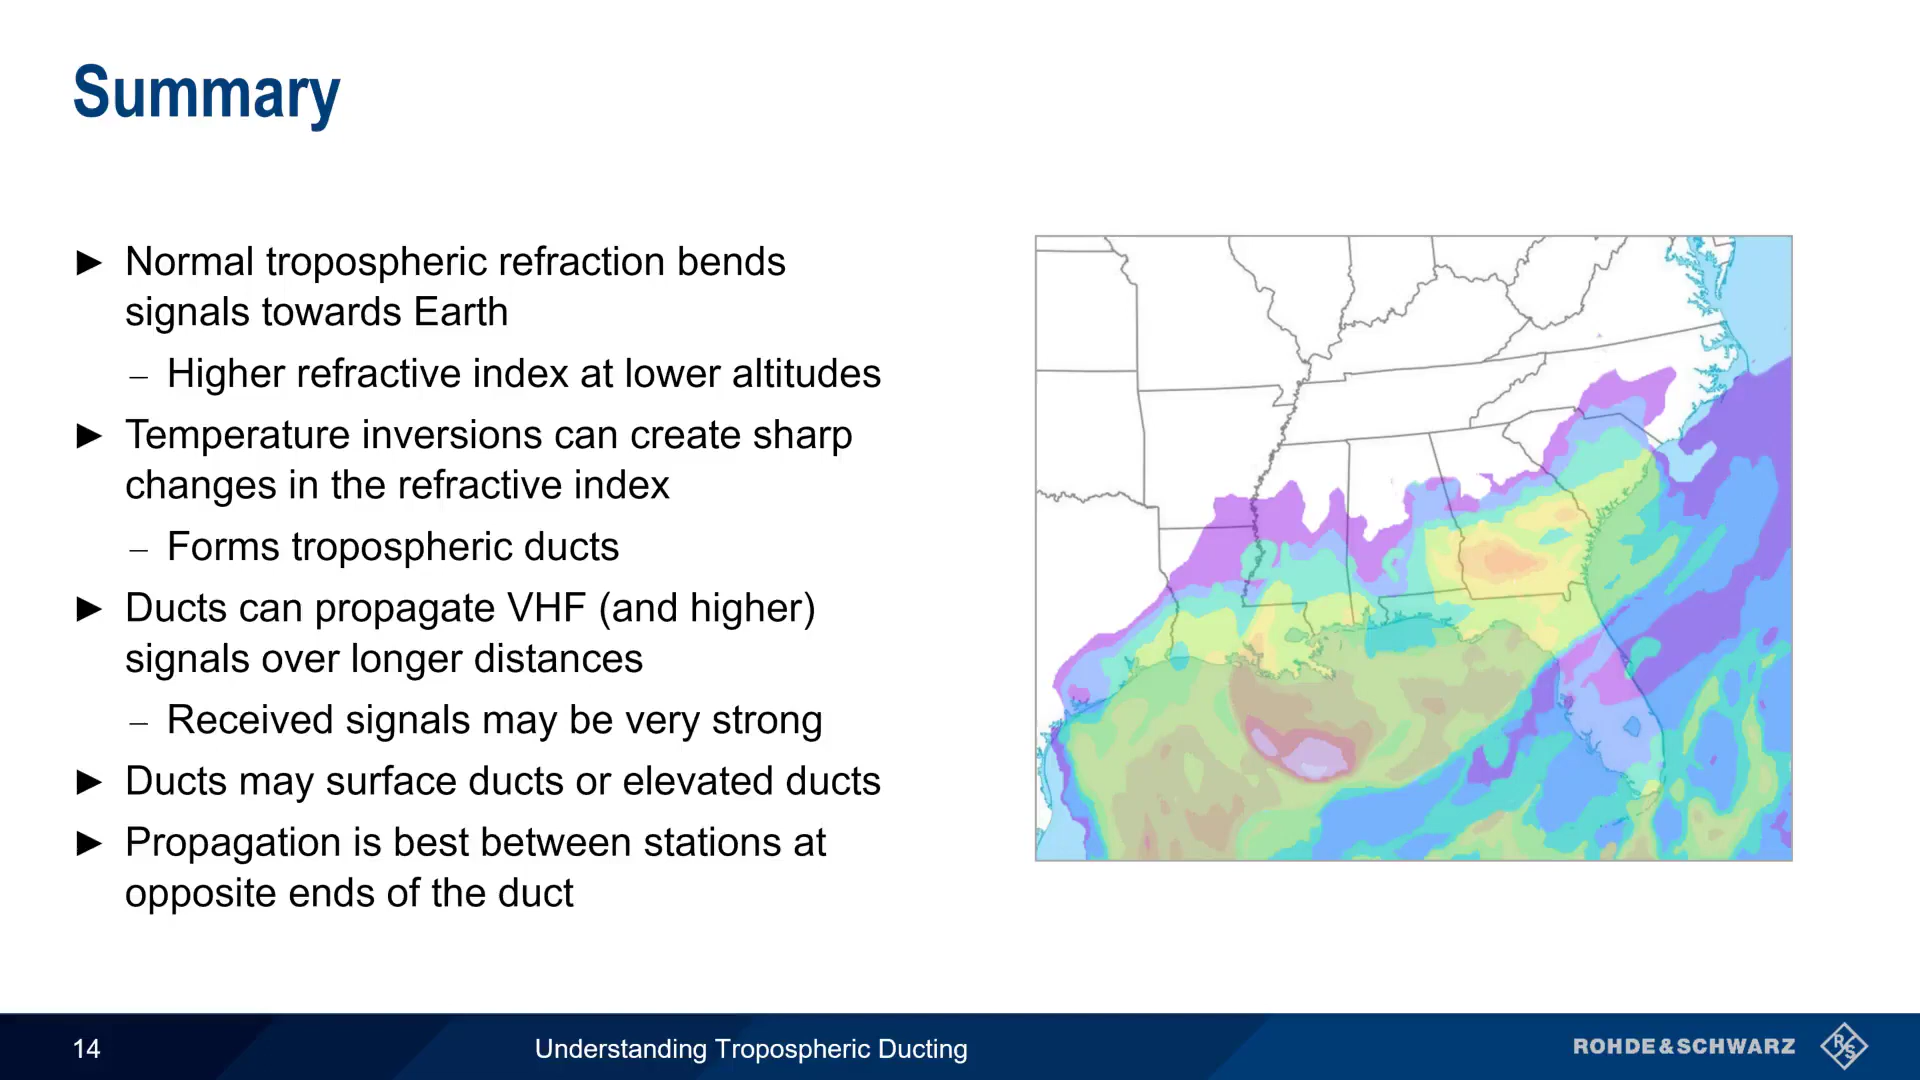 Summary
► Normal tropospheric refraction bends
signals towards Earth
– Higher refractive index at lower altitudes
► Temperature inversions can create sharp
changes in the refractive index
– Forms tropospheric ducts
► Ducts can propagate VHF (and higher)
signals over longer distances
– Received signals may be very strong
► Ducts may surface ducts or elevated ducts
► Propagation is best between stations at
opposite ends of the duct
14
Understanding Tropospheric Ducting
ROHDE&SCHWARZ
R&S